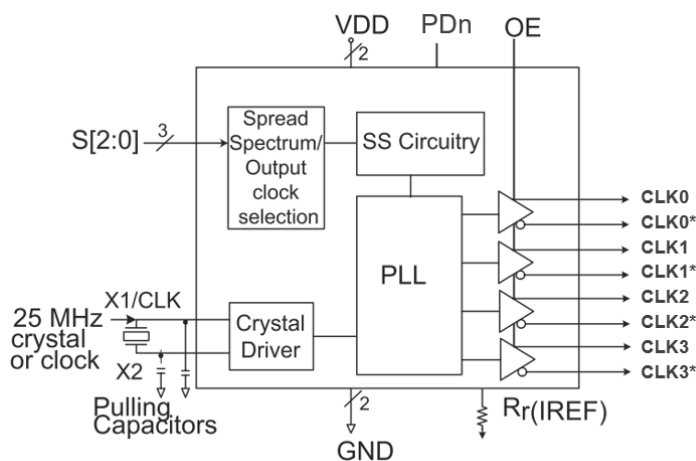 VDD
PDn
OE
2
S[2:0]
3
Spread
Spectrum/
Output
clock
selection
SS Circuitry
PLL
CLK0
CLK0*
CLK1
CLK1*
CLK2
CLK2*
CLK3
CLK3*
X1/CLK
25 MHz
crystal
or clock
X2
Crystal
Driver
Pulling
Capacitors
2
GND
Rr(IREF)